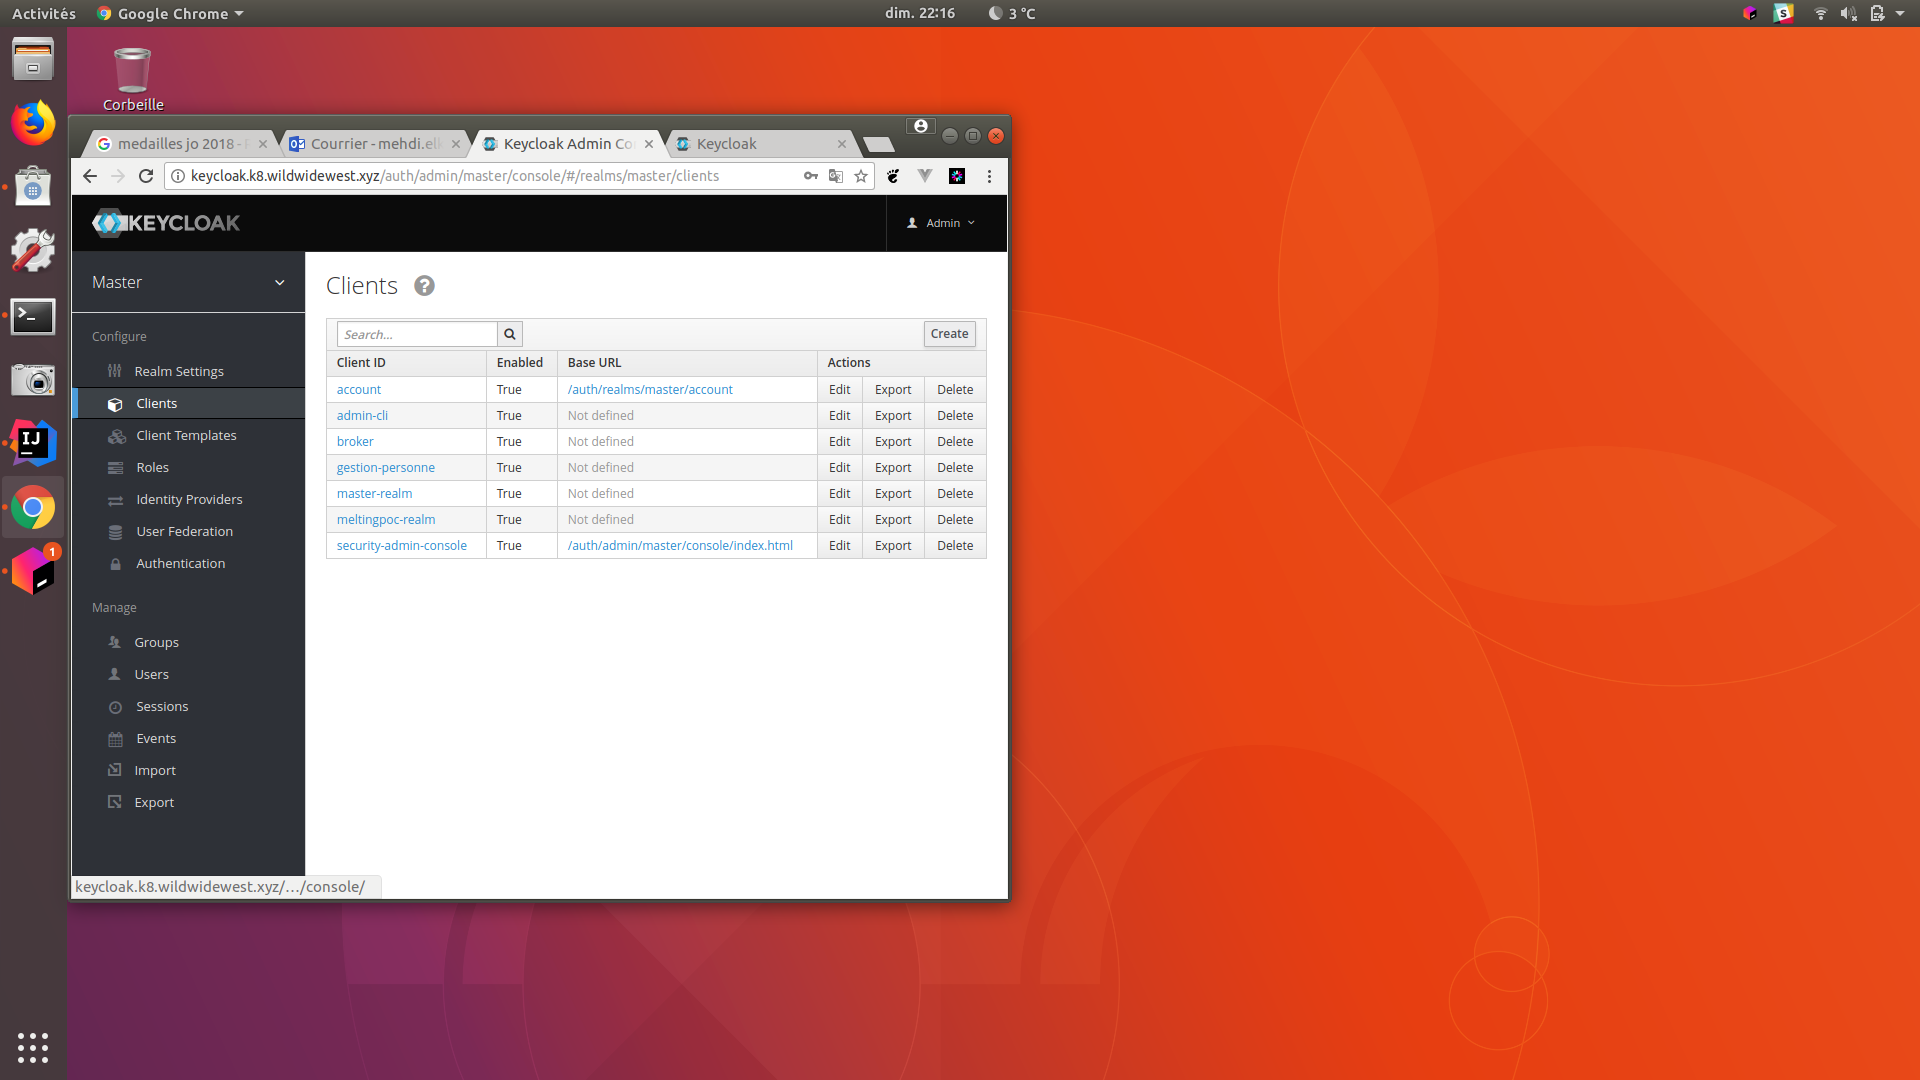 Activités
Google Chrome
dim. 22:16
3 °C
Corbeille
medailles jo 2018 -
Courrier - mehdi.el
Keycloak Admin Co
Keycloak
keycloak.k8.wildwidewest.xyz/auth/admin/master/console/#/realms/master/clients
KEYCLOAK
Admin
Master
Configure
Realm Settings
Clients
Client Templates
Roles
Identity Providers
User Federation
Authentication
Manage
Groups
Users
Sessions
Events
Import
Export
Clients
Search...
Create
Client ID Enabled Base URL Actions
account True /auth/realms/master/account Edit Export Delete
admin-cli True Not defined Edit Export Delete
broker True Not defined Edit Export Delete
gestion-personne True Not defined Edit Export Delete
master-realm True Not defined Edit Export Delete
meltingpoc-realm True Not defined Edit Export Delete
security-admin-console True /auth/admin/master/console/index.html Edit Export Delete
keycloak.k8.wildwidewest.xyz/.../console/
IJ
1